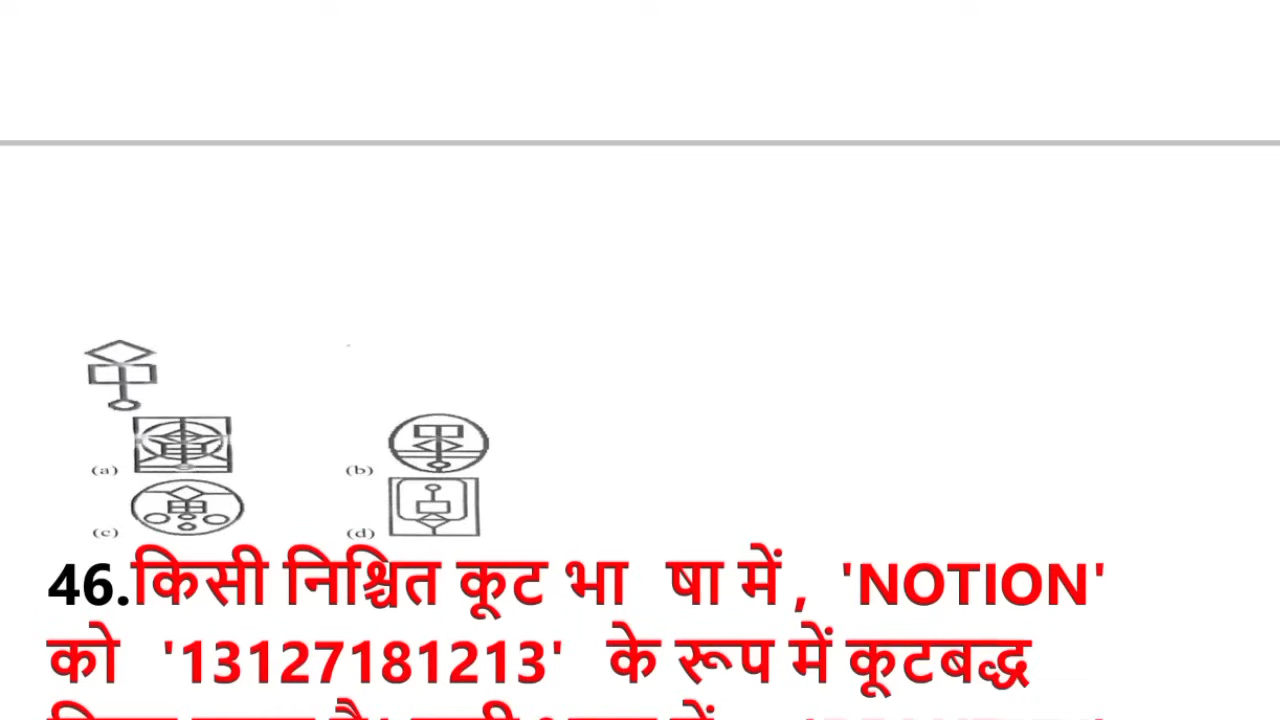 (a)
(b)
(c)
(d)
46.किसी निश्चित कूट भा षा में, 'NOTION'
को '13127181213' के रूप में कूटबद्ध